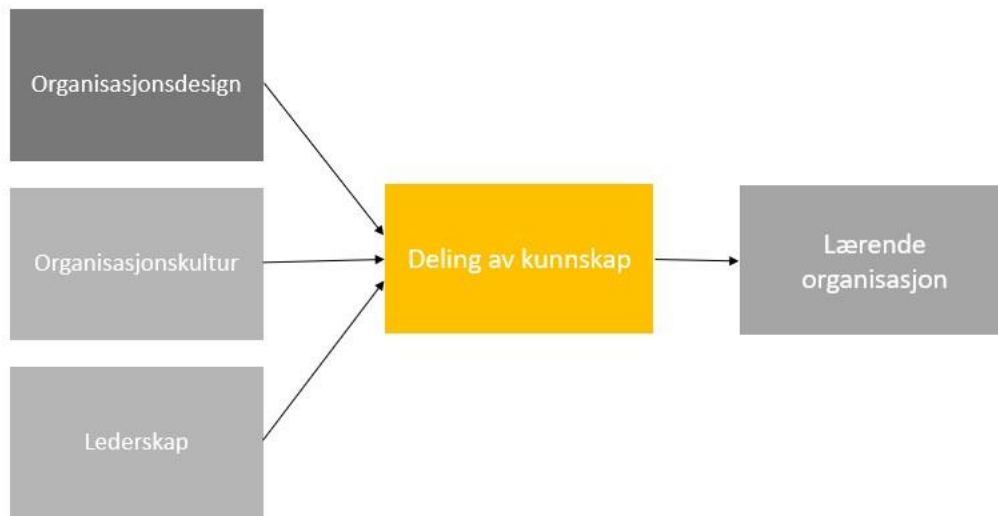 Organisasjonsdesign
Organisasjonskultur
Lederskap
Deling av kunnskap
Lærende
organisasjon